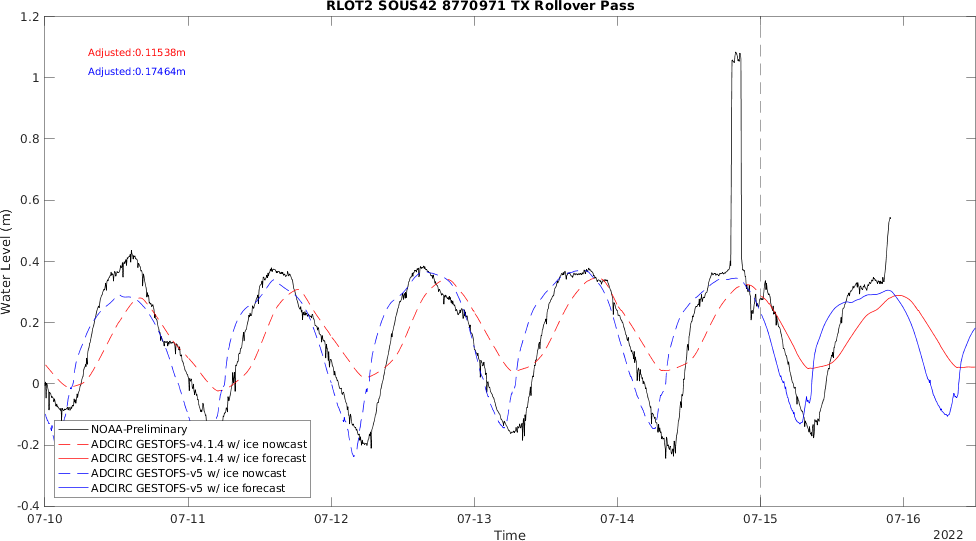 RLOT2 SOUS42 8770971 TX Rollover Pass
1.2
1
0.8
0.6
0.4
0.2
0
-0.2
-0.4
Water Level (m)
Adjusted:0.11538m
Adjusted:0.17464m
NOAA-Preliminary
ADCIRC GESTOFS-v4.1.4 w/ ice nowcast
ADCIRC GESTOFS-v4.1.4 w/ ice forecast
ADCIRC GESTOFS-v5 w/ ice nowcast
ADCIRC GESTOFS-v5 w/ ice forecast
07-10 07-11 07-12 07-13 07-14 07-15 07-16
Time
2022